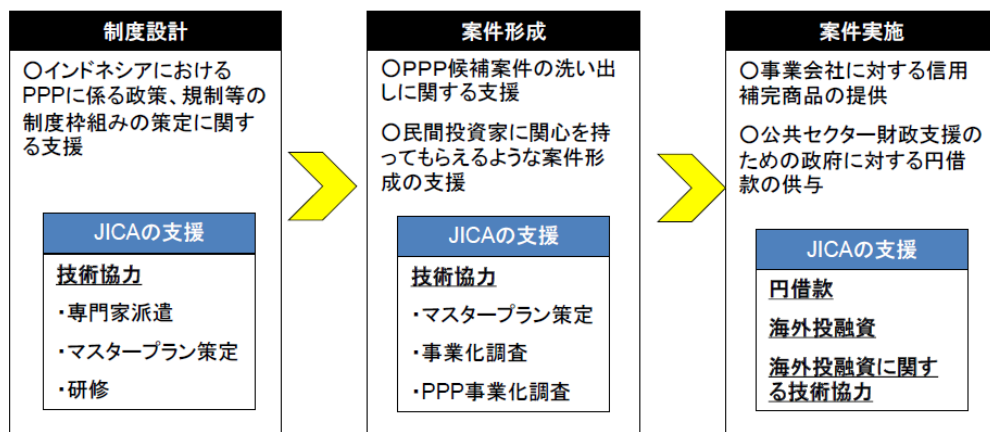 制度設計
〇インドネシアにおける
PPPに係る政策、規制等の
制度枠組みの策定に関す
る支援
JICAの支援
技術協力
・専門家派遣
・マスタープラン策定
・研修
案件形成
〇PPP候補案件の洗い出
しに関する支援
〇民間投資家に関心を持
ってもらえるような案件形
成の支援
JICAの支援
技術協力
・マスタープラン策定
・事業化調査
・PPP事業化調査
案件実施
〇事業会社に対する信用
補完商品の提供
〇公共セクター財政支援の
ための政府に対する円借
款の供与
JICAの支援
円借款
海外投融資
海外投融資に関す
る技術協力